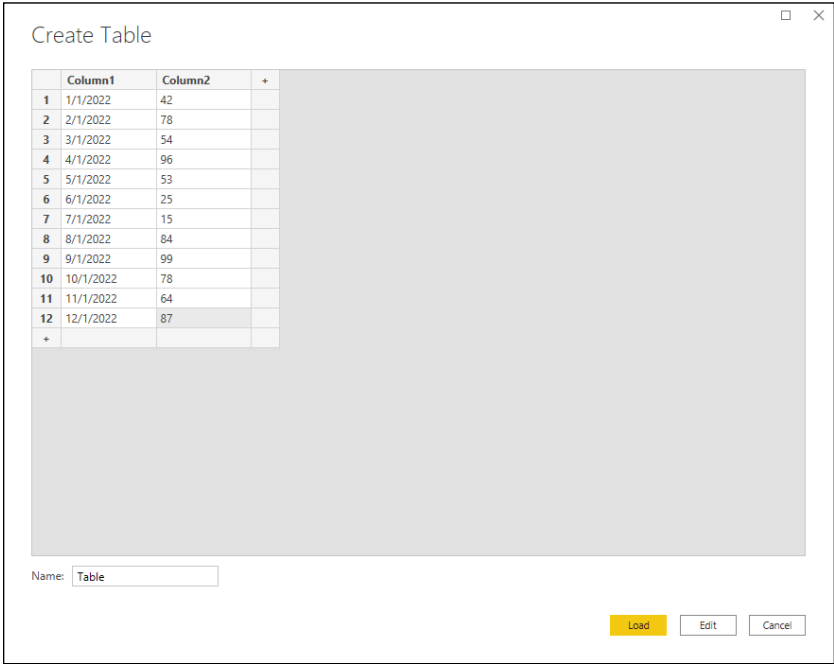 Create Table
Column1 Column2 +
1 1/1/2022 42
2 2/1/2022 78
3 3/1/2022 54
4 4/1/2022 96
5 5/1/2022 53
6 6/1/2022 25
7 7/1/2022 15
8 8/1/2022 84
9 9/1/2022 99
10 10/1/2022 78
11 11/1/2022 64
12 12/1/2022 87
+
Name: Table
Load Edit Cancel